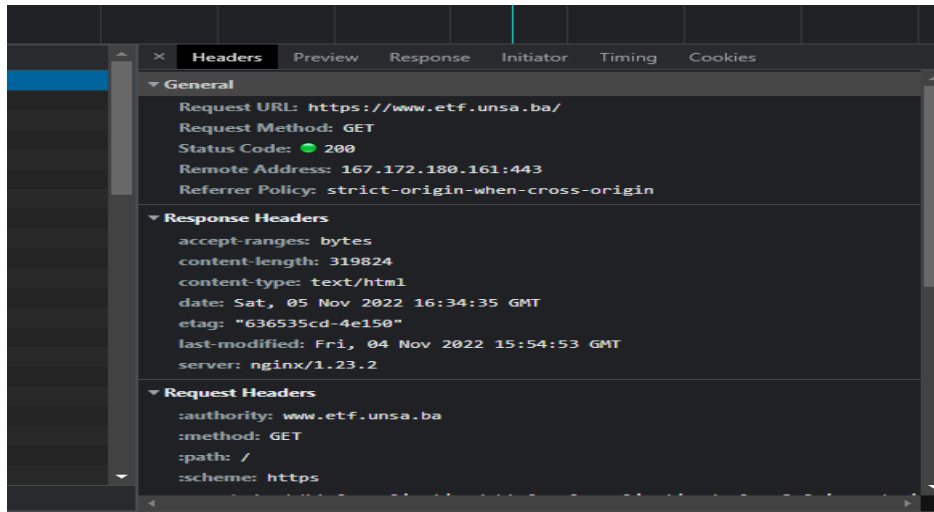 × Headers Preview Response Initiator Timing Cookies
General
Request URL: https://www.etf.unsa.ba/
Request Method: GET
Status Code: 200
Remote Address: 167.172.180.161:443
Referrer Policy: strict-origin-when-cross-origin
Response Headers
accept-ranges: bytes
content-length: 319824
content-type: text/html
date: Sat, 05 Nov 2022 16:34:35 GMT
etag: "636535cd-4e150"
last-modified: Fri, 04 Nov 2022 15:54:53 GMT
server: nginx/1.23.2
Request Headers
:authority: www.etf.unsa.ba
:method: GET
:path: /
:scheme: https